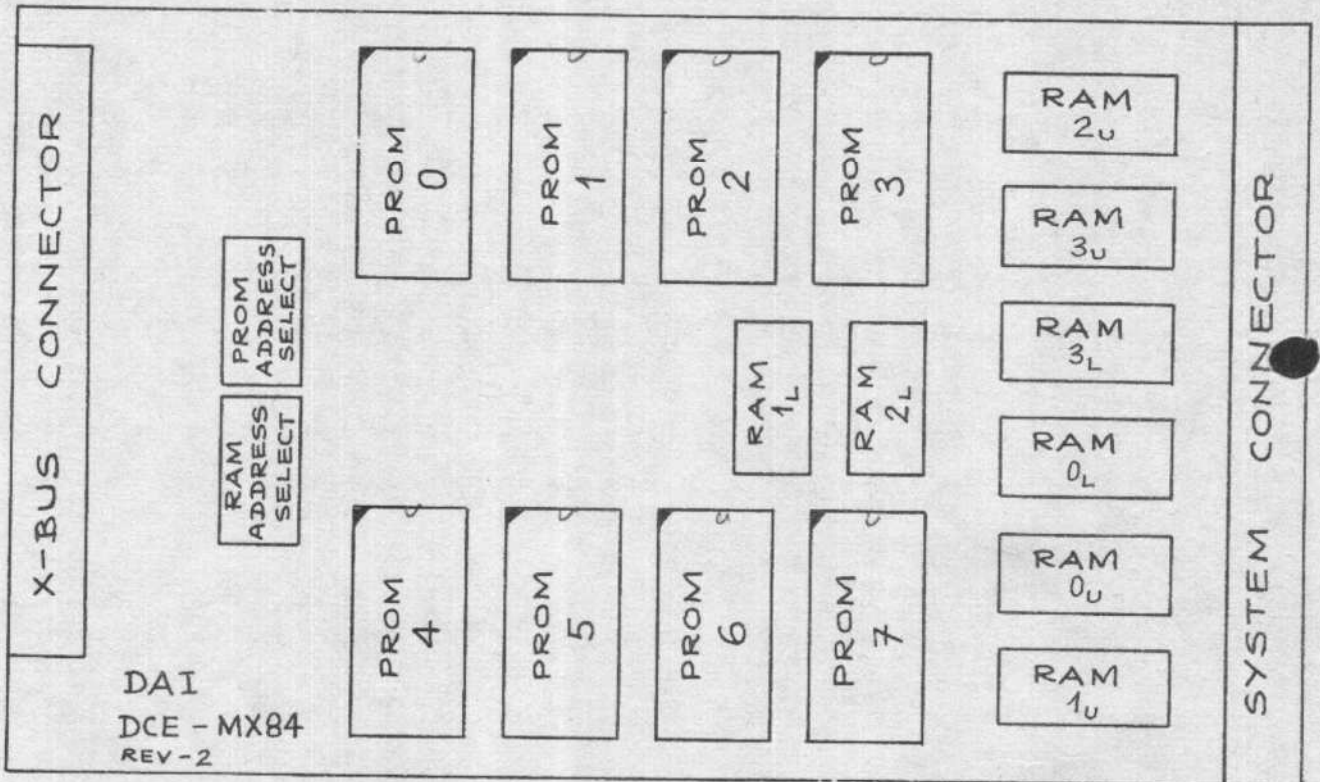 X-BUS CONNECTOR
PROM
ADDRESS
SELECT
RAM
ADDRESS
SELECT
PROM
0
PROM
1
PROM
2
PROM
3
RAM
1L
RAM
2L
PROM
4
PROM
5
PROM
6
PROM
7
RAM
2U
RAM
3U
RAM
3L
RAM
0L
RAM
0U
RAM
1U
SYSTEM CONNECTOR
DAI
DCE - MX84
REV-2